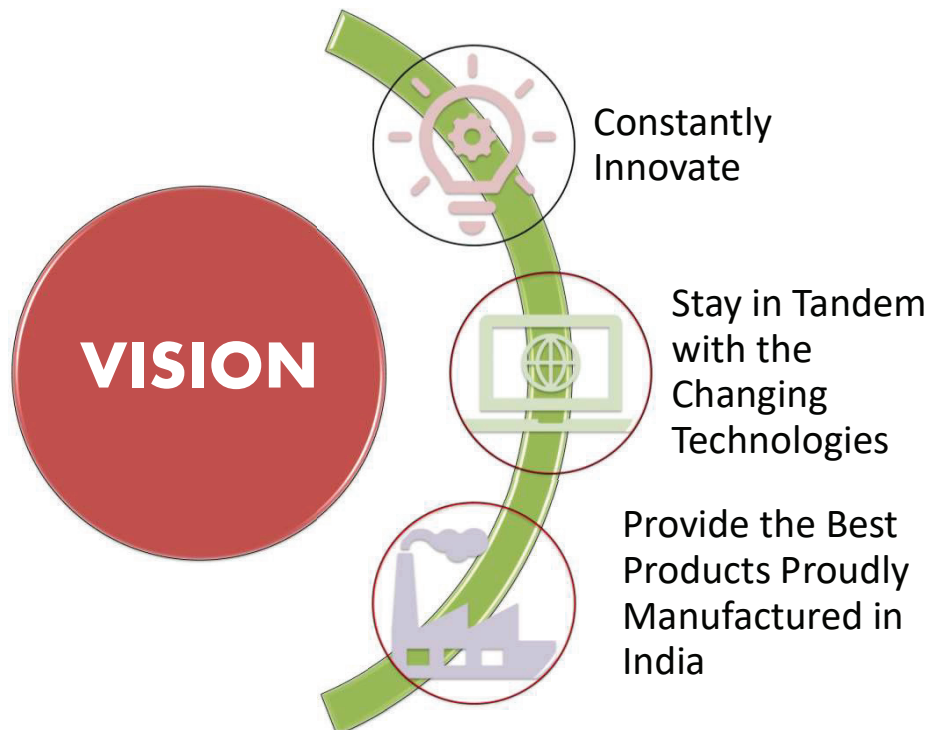 VISION
Constantly
Innovate
Stay in Tandem
with the
Changing
Technologies
Provide the Best
Products Proudly
Manufactured in
India